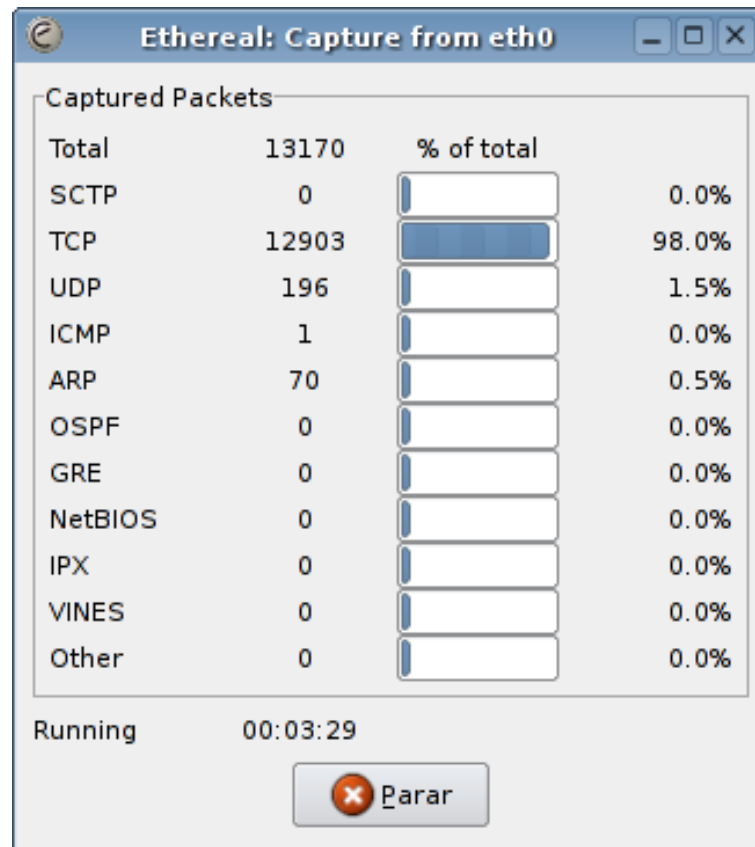 Ethereal: Capture from eth0
Captured Packets
Total 13170 % of total
SCTP 0 0.0%
TCP 12903 98.0%
UDP 196 1.5%
ICMP 1 0.0%
ARP 70 0.5%
OSPF 0 0.0%
GRE 0 0.0%
NetBIOS 0 0.0%
IPX 0 0.0%
VINES 0 0.0%
Other 0 0.0%
Running 00:03:29
Parar